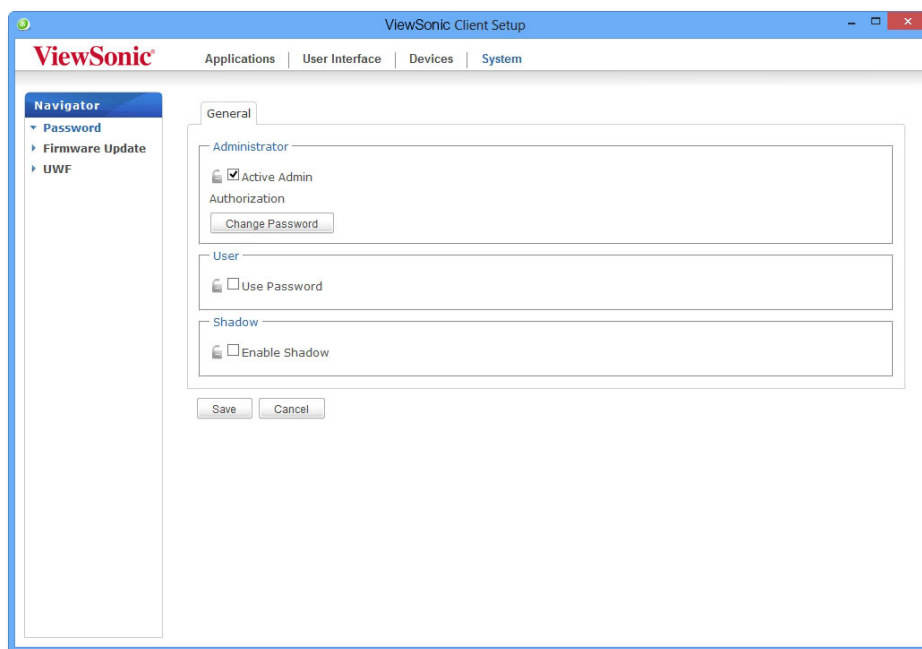 ViewSonic Client Setup
ViewSonic®
Applications | User Interface | Devices | System
Navigator
Password
Firmware Update
UWF
General
Administrator
Active Admin
Authorization
Change Password
User
Use Password
Shadow
Enable Shadow
Save Cancel